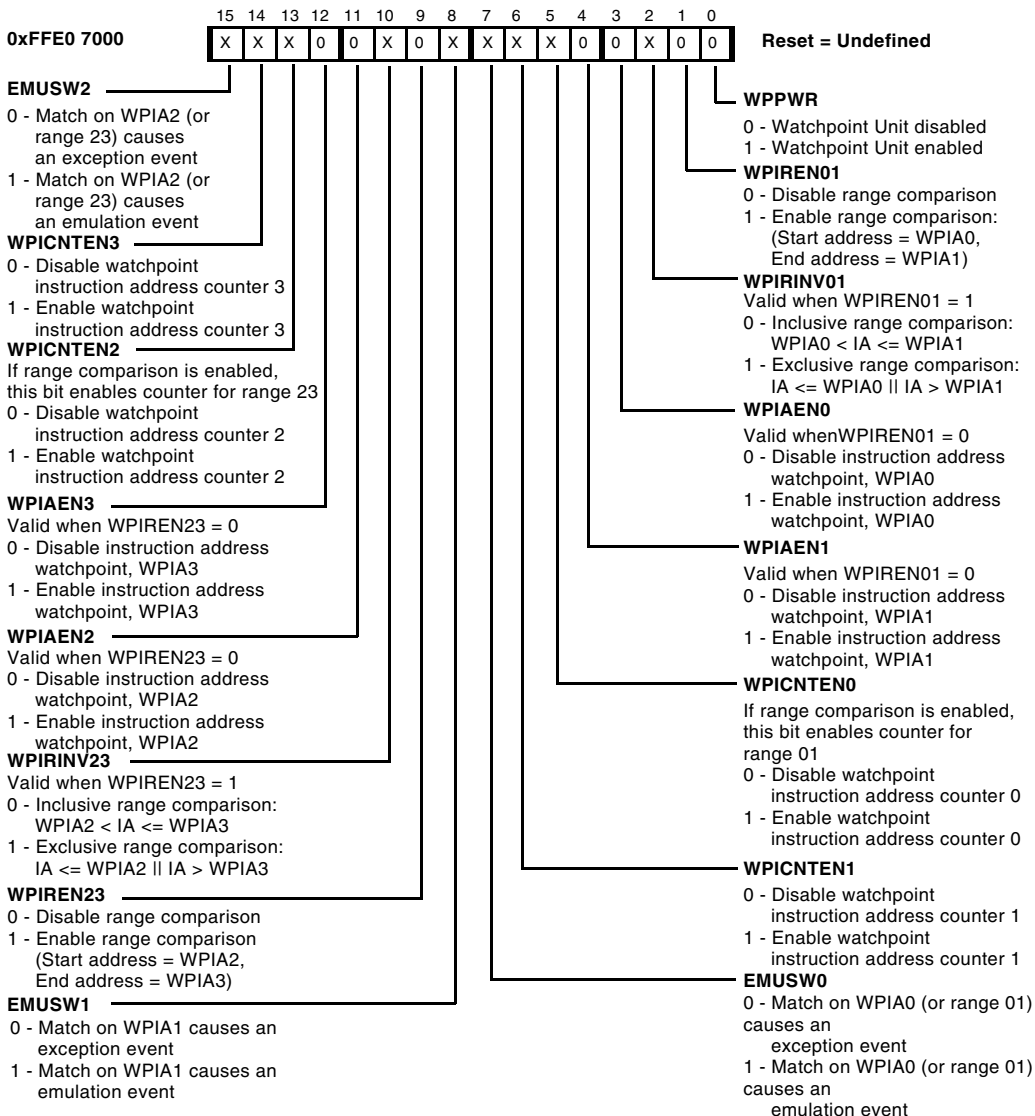 15 14 13 12 11 10 9 8 7 6 5 4 3 2 1 0
0xFFE0 7000
X X X 0 0 X 0 X X X X 0 0 X 0 0
Reset = Undefined
EMUSW2
0 - Match on WPIA2 (or
range 23) causes
an exception event
1 - Match on WPIA2 (or
range 23) causes
an emulation event
WPICNTEN3
0 - Disable watchpoint
instruction address counter 3
1 - Enable watchpoint
instruction address counter 3
WPICNTEN2
If range comparison is enabled,
this bit enables counter for range 23
0 - Disable watchpoint
instruction address counter 2
1 - Enable watchpoint
instruction address counter 2
WPIAEN3
Valid when WPIREN23 = 0
0 - Disable instruction address
watchpoint, WPIA3
1 - Enable instruction address
watchpoint, WPIA3
WPIAEN2
Valid when WPIREN23 = 0
0 - Disable instruction address
watchpoint, WPIA2
1 - Enable instruction address
watchpoint, WPIA2
WPIRINV23
Valid when WPIREN23 = 1
0 - Inclusive range comparison:
WPIA2 < IA <= WPIA3
1 - Exclusive range comparison:
IA <= WPIA2 || IA > WPIA3
WPIREN23
0 - Disable range comparison
1 - Enable range comparison
(Start address = WPIA2,
End address = WPIA3)
EMUSW1
0 - Match on WPIA1 causes an
exception event
1 - Match on WPIA1 causes an
emulation event
WPPWR
0 - Watchpoint Unit disabled
1 - Watchpoint Unit enabled
WPIREN01
0 - Disable range comparison
1 - Enable range comparison:
(Start address = WPIA0,
End address = WPIA1)
WPIRINV01
Valid when WPIREN01 = 1
0 - Inclusive range comparison:
WPIA0 < IA <= WPIA1
1 - Exclusive range comparison:
IA <= WPIA0 || IA > WPIA1
WPIAEN0
Valid whenWPIREN01 = 0
0 - Disable instruction address
watchpoint, WPIA0
1 - Enable instruction address
watchpoint, WPIA0
WPIAEN1
Valid when WPIREN01 = 0
0 - Disable instruction address
watchpoint, WPIA1
1 - Enable instruction address
watchpoint, WPIA1
WPICNTEN0
If range comparison is enabled,
this bit enables counter for
range 01
0 - Disable watchpoint
instruction address counter 0
1 - Enable watchpoint
instruction address counter 0
WPICNTEN1
0 - Disable watchpoint
instruction address counter 1
1 - Enable watchpoint
instruction address counter 1
EMUSW0
0 - Match on WPIA0 (or range 01)
causes an
exception event
1 - Match on WPIA0 (or range 01)
causes an
emulation event